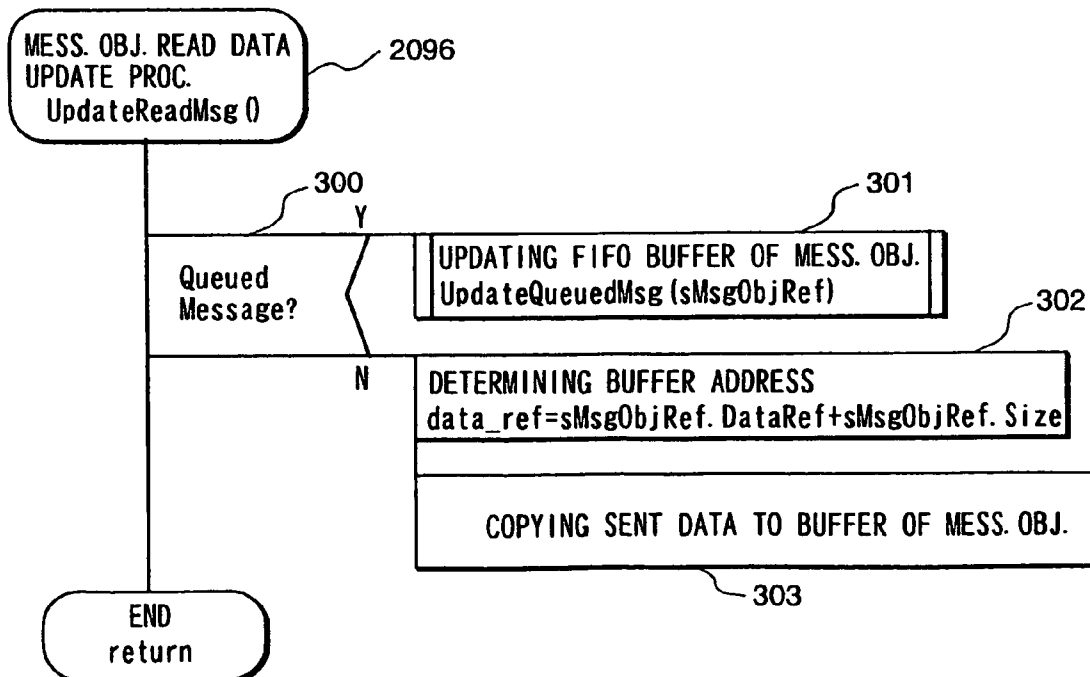 MESS. OBJ. READ DATA
UPDATE PROC.
UpdateReadMsg()
2096
300
Y
301
Queued
Message?
UPDATING FIFO BUFFER OF MESS. OBJ.
UpdateQueuedMsg(sMsgObjRef)
302
N
DETERMINING BUFFER ADDRESS
data_ref=sMsgObjRef.DataRef+sMsgObjRef.Size
COPYING SENT DATA TO BUFFER OF MESS. OBJ.
303
END
return